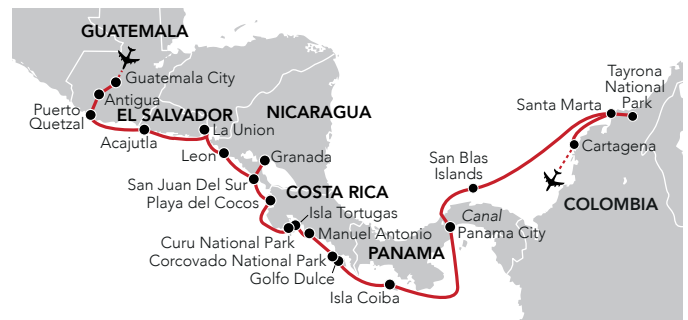 GUATEMALA
Guatemala City
Antigua
Puerto
Quetzal
EL SALVADOR
Acajutla
La Union
NICARAGUA
Leon
Granada
San Juan Del Sur
Playa del Cocos
COSTA RICA
Isla Tortugas
Curu National Park
Manuel Antonio
Corcovado National Park
Golfo Dulce
PANAMA
Isla Coiba
Canal
Panama City
San Blas
Islands
Santa Marta
Tayrona
National
Park
Cartagena
COLOMBIA